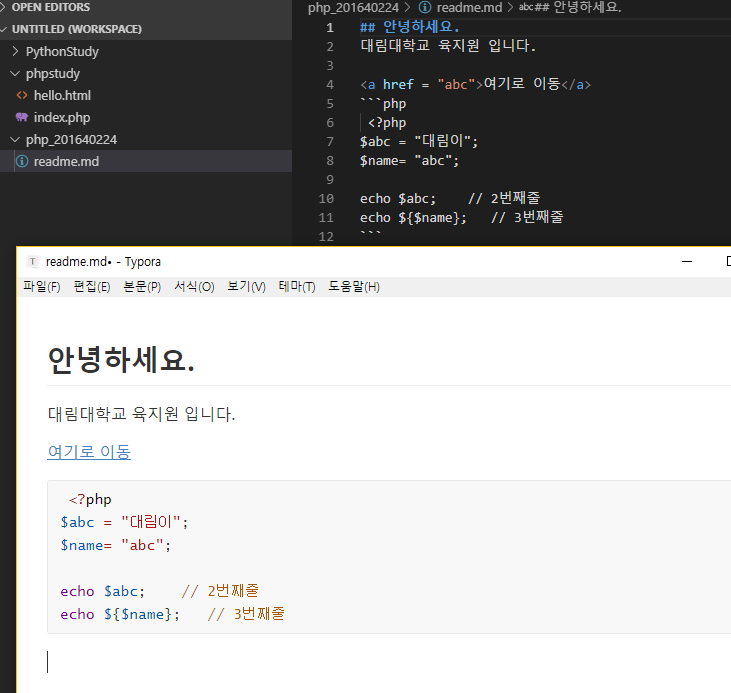 OPEN EDITORS
UNTITLED (WORKSPACE)
PythonStudy
phpstudy
hello.html
index.php
php_201640224
readme.md
php_201640224 > readme.md > abc ## 안녕하세요.
1 ## 안녕하세요.
2 대림대학교 육지원 입니다.
3
4 <a href = "abc">여기로 이동</a>
5 ```php
6 <?php
7 $abc = "대림이";
8 $name= "abc";
9
10 echo $abc; // 2번째줄
11 echo ${$name}; // 3번째줄
12 ```
T readme.md• - Typora
파일(F) 편집(E) 본문(P) 서식(O) 보기(V) 테마(T) 도움말(H)
안녕하세요.
대림대학교 육지원 입니다.
여기로 이동
<?php
$abc = "대림이";
$name= "abc";
echo $abc; // 2번째줄
echo ${$name}; // 3번째줄